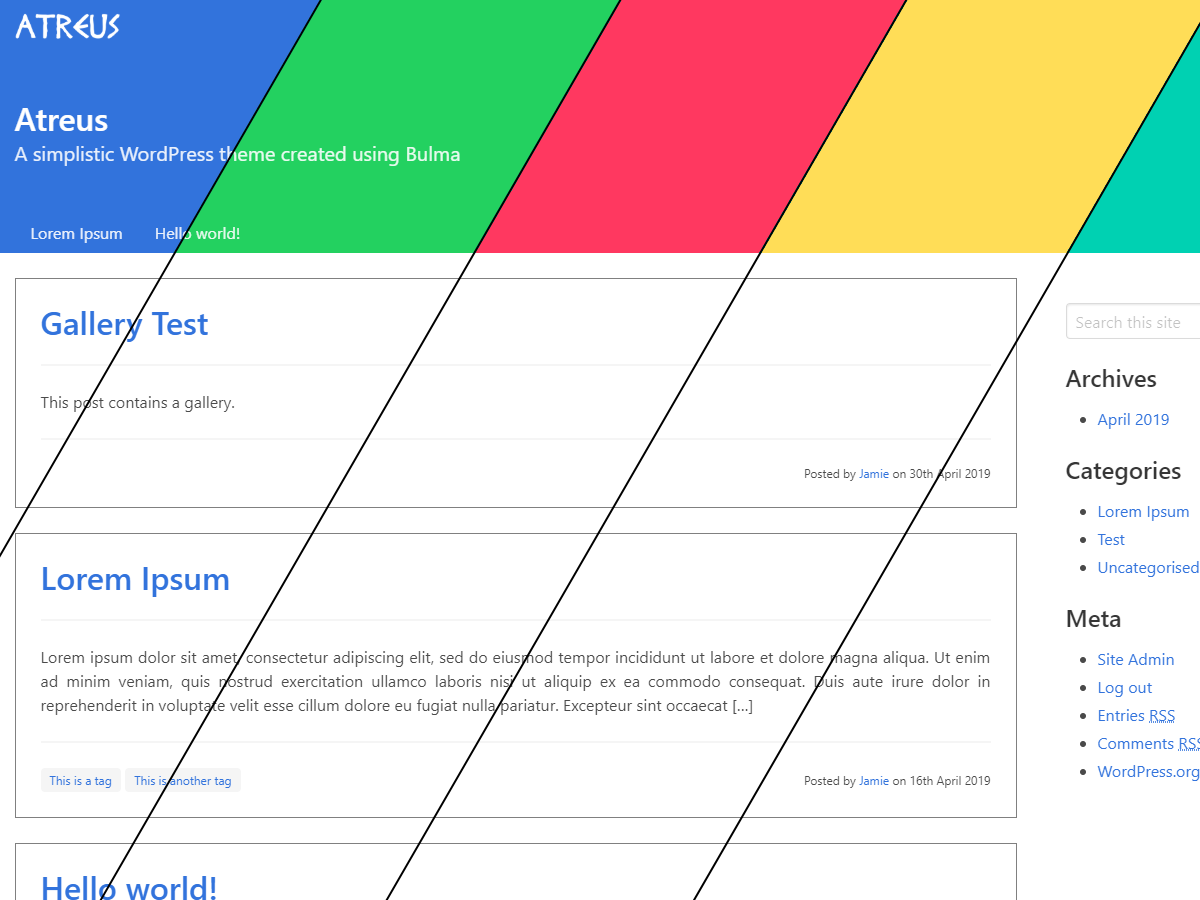 ATREUS
Atreus
A simplistic WordPress theme created using Bulma
Lorem Ipsum
Hello world!
Gallery Test
This post contains a gallery.
Posted by Jamie on 30th April 2019
Lorem Ipsum
Lorem ipsum dolor sit amet, consectetur adipiscing elit, sed do eiusmod tempor incididunt ut labore et dolore magna aliqua. Ut enim
ad minim veniam, quis nostrud exercitation ullamco laboris nisi ut aliquip ex ea commodo consequat. Duis aute irure dolor in
reprehenderit in voluptate velit esse cillum dolore eu fugiat nulla pariatur. Excepteur sint occaecat [...]
This is a tag
This is another tag
Posted by Jamie on 16th April 2019
Hello world!
Search this site
Archives
April 2019
Categories
Lorem Ipsum
Test
Uncategorised
Meta
Site Admin
Log out
Entries RSS
Comments RSS
WordPress.org